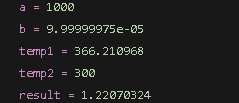 a = 1000
b = 9.99999975e-05
temp1 = 366.210968
temp2 = 300
result = 1.22070324